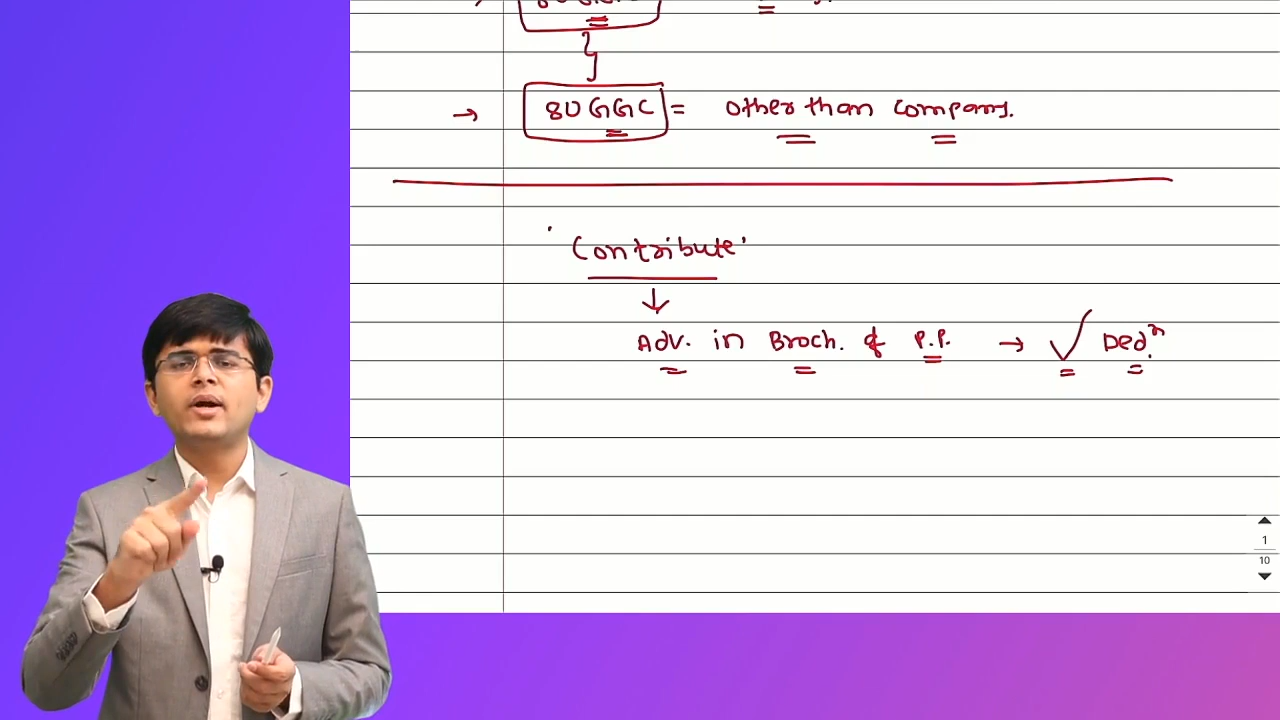 → 80GGC = other than company.
'Contribute'
↓
Adv. in Broch. of P.P. → ✓ Dedⁿ.
1
10